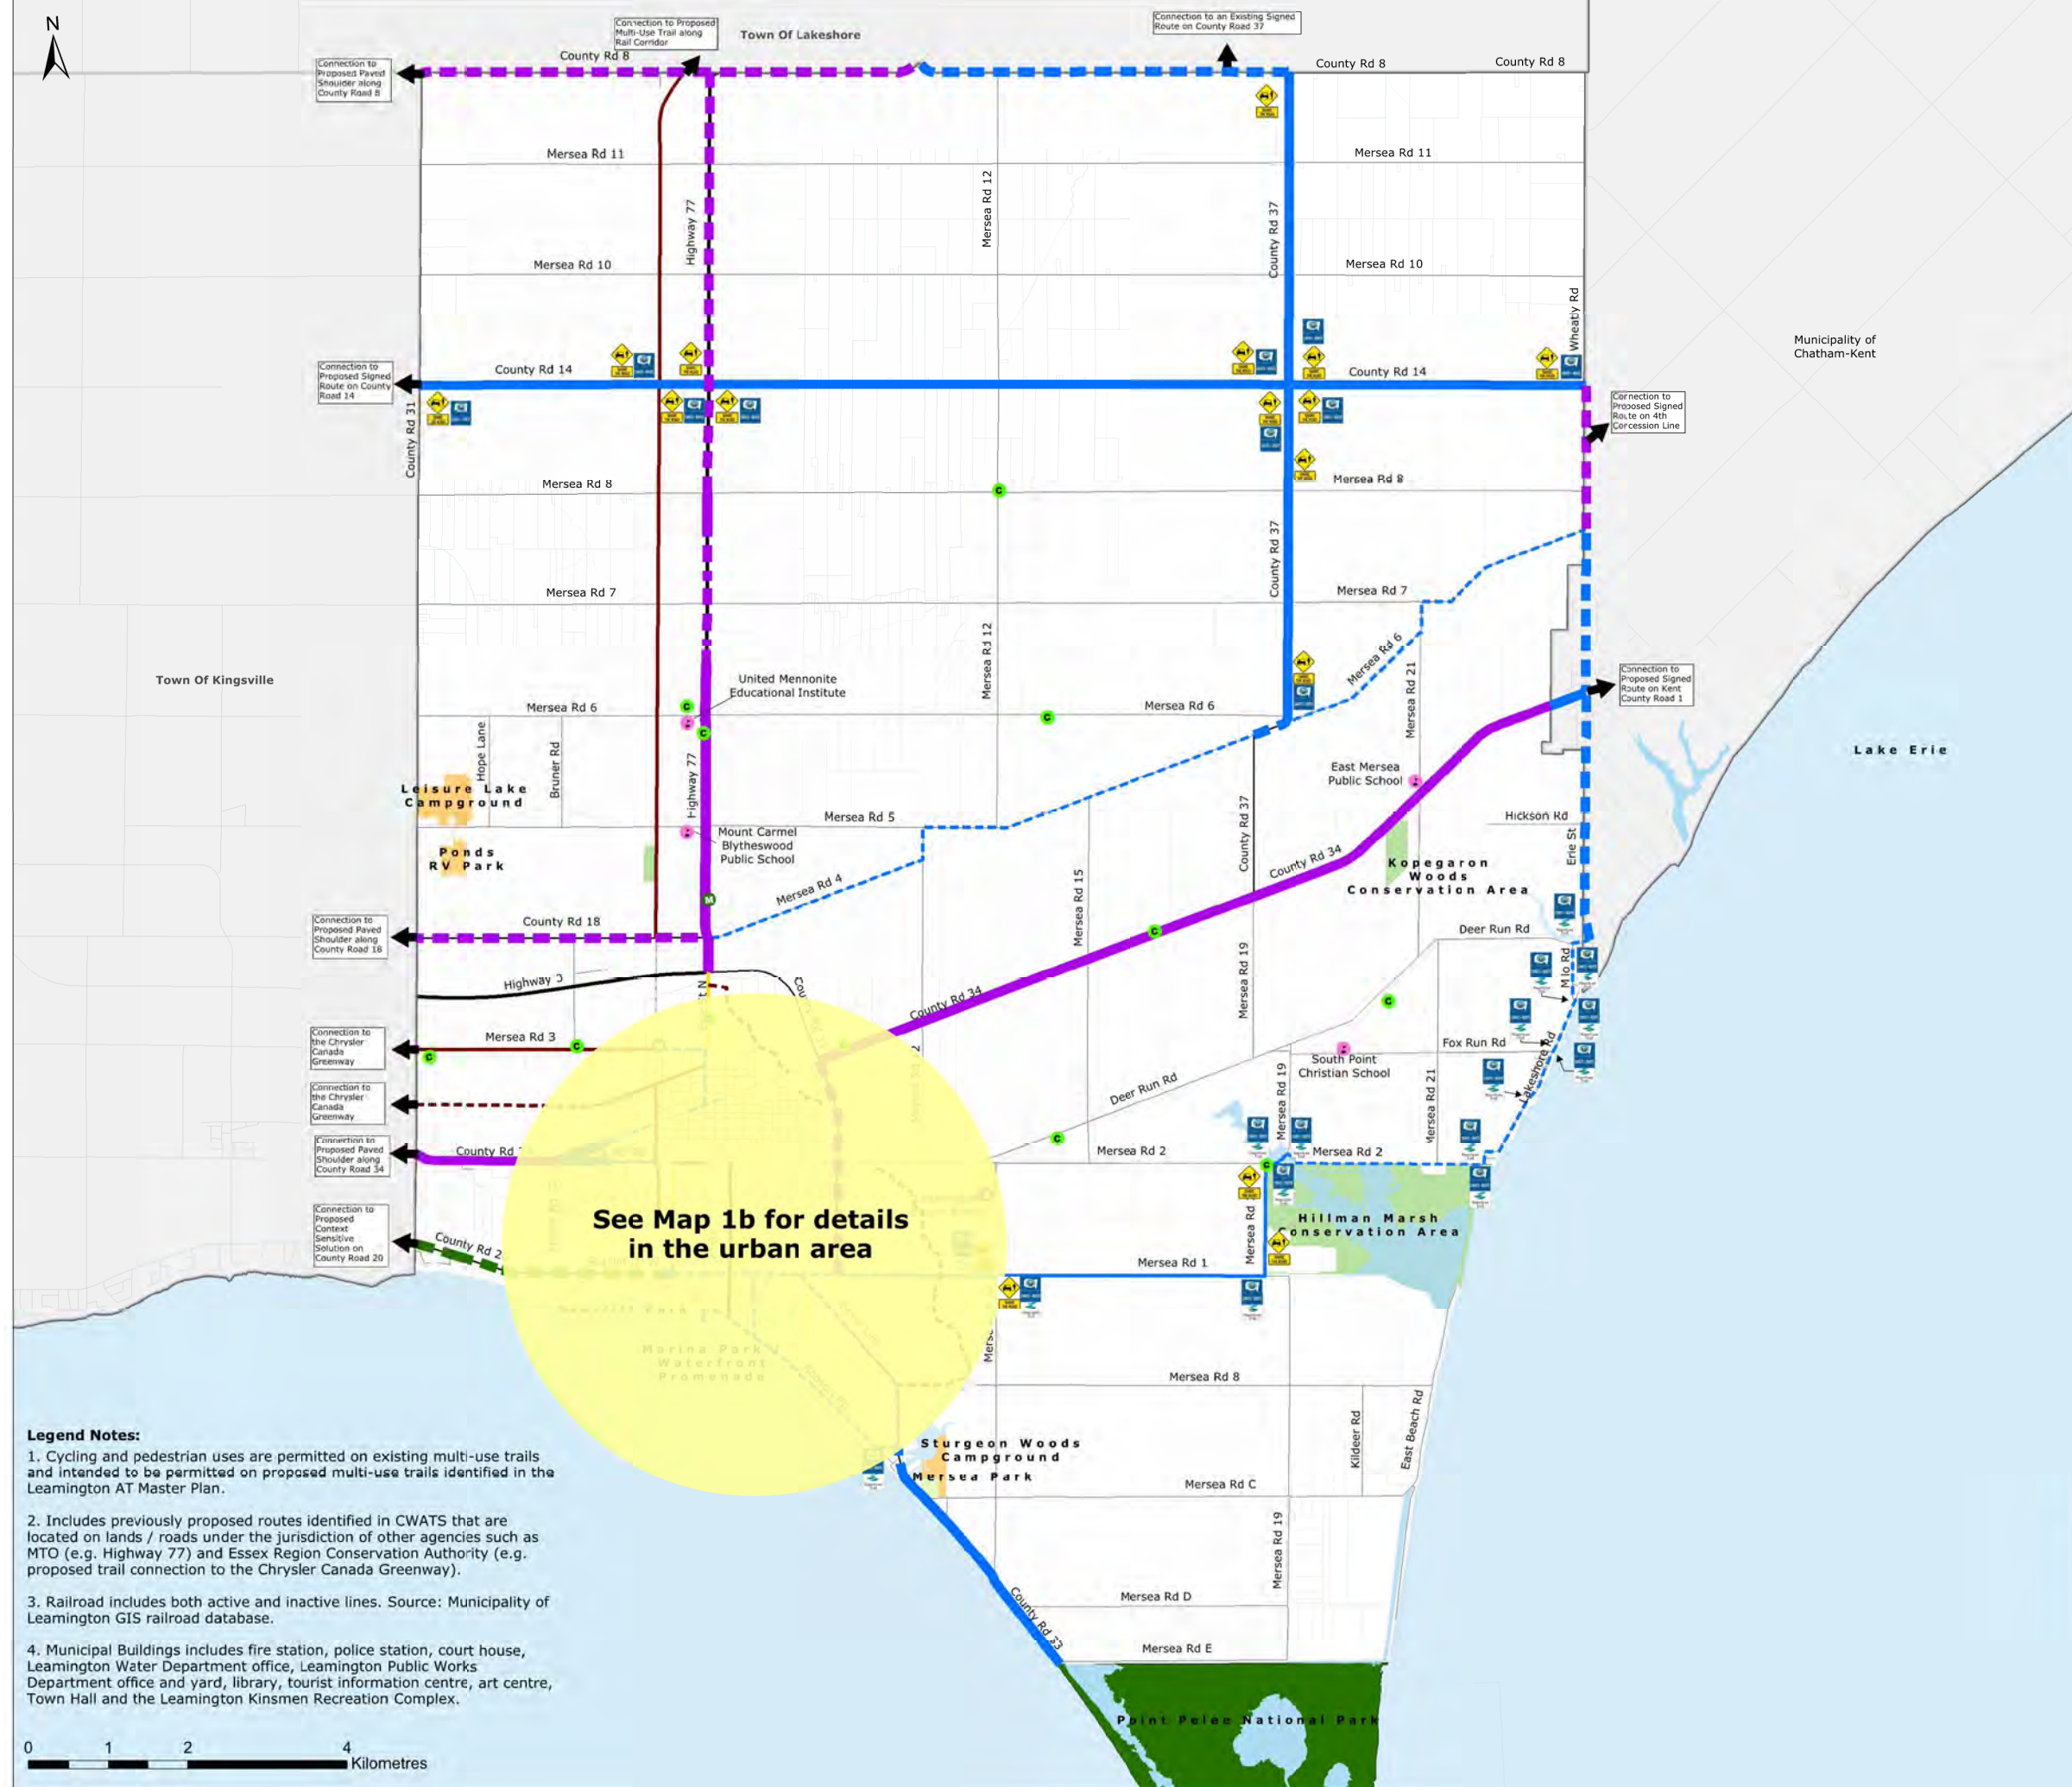 N
Connection to Proposed
Multi-Use Trail along
Rail Corridor
Town Of Lakeshore
Connection to an Existing Signed
Route on County Road 37
Connection to
Proposed Paved
Shoulder along
County Road 8
County Rd 8
County Rd 8
County Rd 8
Mersea Rd 11
Mersea Rd 11
Highway 77
Mersea Rd 12
County Rd 37
Mersea Rd 10
Mersea Rd 10
Wheatly Rd
Municipality of
Chatham-Kent
Connection to
Proposed Signed
Route on County
Road 14
County Rd 14
County Rd 14
County Rd 31
Connection to
Proposed Signed
Route on 4th
Concession Line
Mersea Rd 8
Mersea Rd 8
C
County Rd 37
Mersea Rd 7
Mersea Rd 7
Mersea Rd 12
Mersea Rd 6
Mersea Rd 21
Town Of Kingsville
United Mennonite
Educational Institute
Connection to
Proposed Signed
Route on Kent
County Road 1
C
Mersea Rd 6
C
Mersea Rd 6
C
Hope Lane
Bruner Rd
Highway 77
Lake Erie
East Mersea
Public School
Leisure Lake
Campground
Mersea Rd 5
Hickson Rd
Mount Carmel
Blytheswood
Public School
County Rd 37
Erie St
Ponds
RV Park
County Rd 34
Kopegaron
Woods
Conservation Area
Mersea Rd 4
M
Mersea Rd 15
Connection to
Proposed Paved
Shoulder along
County Road 18
County Rd 18
C
Deer Run Rd
Mersea Rd 19
Milo Rd
Highway 3
County Rd 34
C
Connection to
the Chrysler
Canada
Greenway
Mersea Rd 3
C
C
Fox Run Rd
Lakeshore Rd
South Point
Christian School
Connection to
the Chrysler
Canada
Greenway
Deer Run Rd
Mersea Rd 19
Mersea Rd 21
Connection to
Proposed Paved
Shoulder along
County Road 34
County Rd
C
Mersea Rd 2
Mersea Rd 2
C
Connection to
Proposed
Context
Sensitive
Solution on
County Road 20
County Rd 2
See Map 1b for details
in the urban area
Mersea Rd
Hillman Marsh
Conservation Area
Mersea Rd 1
Marina Park /
Waterfront
Promenade
Mersea Rd 8
Kildeer Rd
East Beach Rd
Sturgeon Woods
Campground
Mersea Park
Mersea Rd C
Mersea Rd 19
County Rd 33
Mersea Rd D
Mersea Rd E
Point Pelee National Park
Legend Notes:
1. Cycling and pedestrian uses are permitted on existing multi-use trails
and intended to be permitted on proposed multi-use trails identified in the
Leamington AT Master Plan.
2. Includes previously proposed routes identified in CWATS that are
located on lands / roads under the jurisdiction of other agencies such as
MTO (e.g. Highway 77) and Essex Region Conservation Authority (e.g.
proposed trail connection to the Chrysler Canada Greenway).
3. Railroad includes both active and inactive lines. Source: Municipality of
Leamington GIS railroad database.
4. Municipal Buildings includes fire station, police station, court house,
Leamington Water Department office, Leamington Public Works
Department office and yard, library, tourist information centre, art centre,
Town Hall and the Leamington Kinsmen Recreation Complex.
0 1 2 4
Kilometres